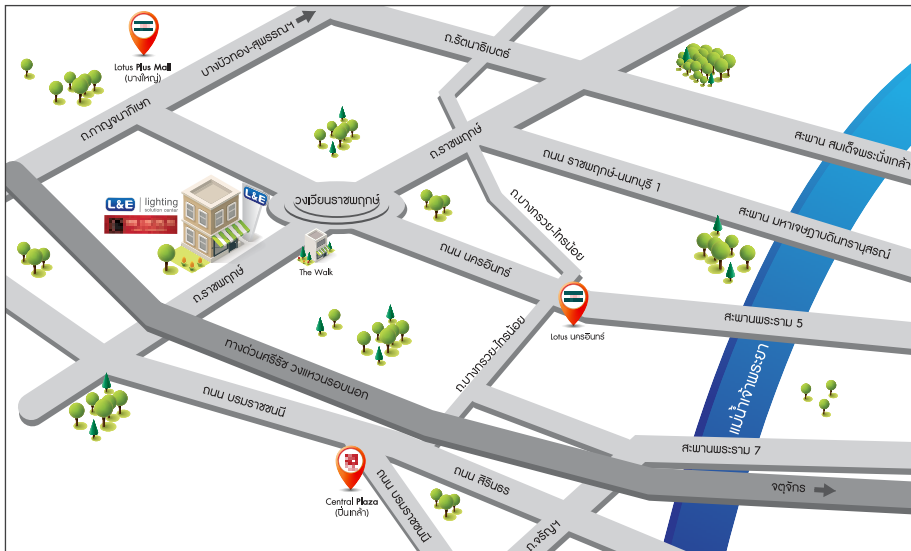 Lotus Plus Mall
(บางใหญ่)
บางบัวทอง-สุพรรณฯ
ถ.รัตนาธิเบศร์
ถ.กาญจนาภิเษก
ถ.ราชพฤกษ์
สะพาน สมเด็จพระนั่งเกล้า
ถนน ราชพฤกษ์-นนทบุรี 1
L&E lighting
solution center
L&E
วงเวียนราชพฤกษ์
ถ.บางกรวย-ไทรน้อย
สะพาน มหาเจษฎาบดินทรานุสรณ์
The Walk
ถนน นครอินทร์
ถ.ราชพฤกษ์
Lotus นครอินทร์
สะพานพระราม 5
ทางด่วนศรีรัช วงแหวนรอบนอก
ถ.บางกรวย-ไทรน้อย
แม่น้ำเจ้าพระยา
ถนน บรมราชชนนี
สะพานพระราม 7
Central Plaza
(ปิ่นเกล้า)
ถนน บรมราชชนนี
ถนน สิรินธร
จตุจักร
ถ.จรัญฯ